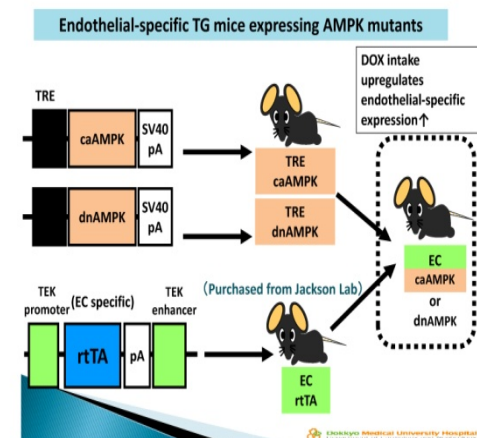 Endothelial-specific TG mice expressing AMPK mutants
DOX intake
upregulates
endothelial-specific
expression↑
TRE
caAMPK
SV40
pA
TRE
caAMPK
dnAMPK
SV40
pA
TRE
dnAMPK
EC
caAMPK
or
dnAMPK
(Purchased from Jackson Lab)
TEK
promoter
(EC specific)
TEK
enhancer
rtTA
pA
EC
rtTA
Dokkyo Medical University Hospital